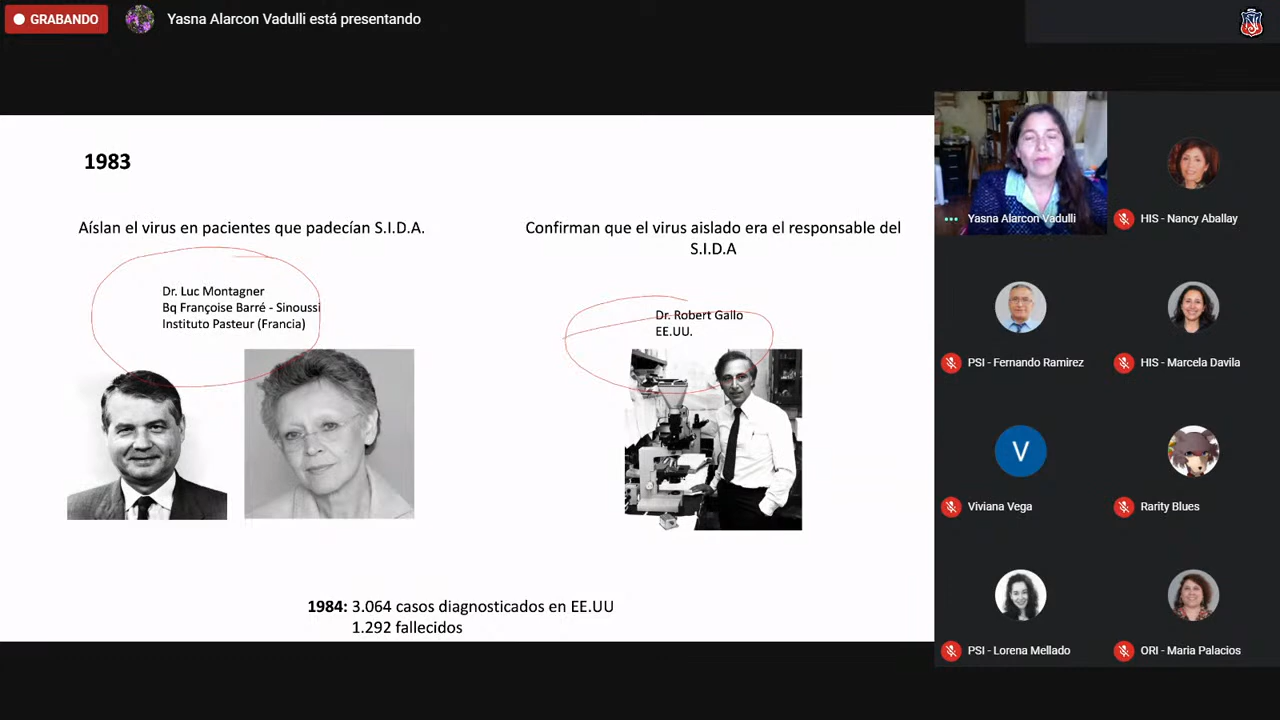 GRABANDO
Yasna Alarcon Vadulli está presentando
1983
Aíslan el virus en pacientes que padecían S.I.D.A.
Confirman que el virus aislado era el responsable del
S.I.D.A
Dr. Luc Montagner
Bq Françoise Barré - Sinoussi
Instituto Pasteur (Francia)
Dr. Robert Gallo
EE.UU.
1984: 3.064 casos diagnosticados en EE.UU
1.292 fallecidos
Yasna Alarcon Vadulli
HIS - Nancy Aballay
PSI - Fernando Ramirez
HIS - Marcela Davila
V
Viviana Vega
Rarity Blues
PSI - Lorena Mellado
ORI - Maria Palacios